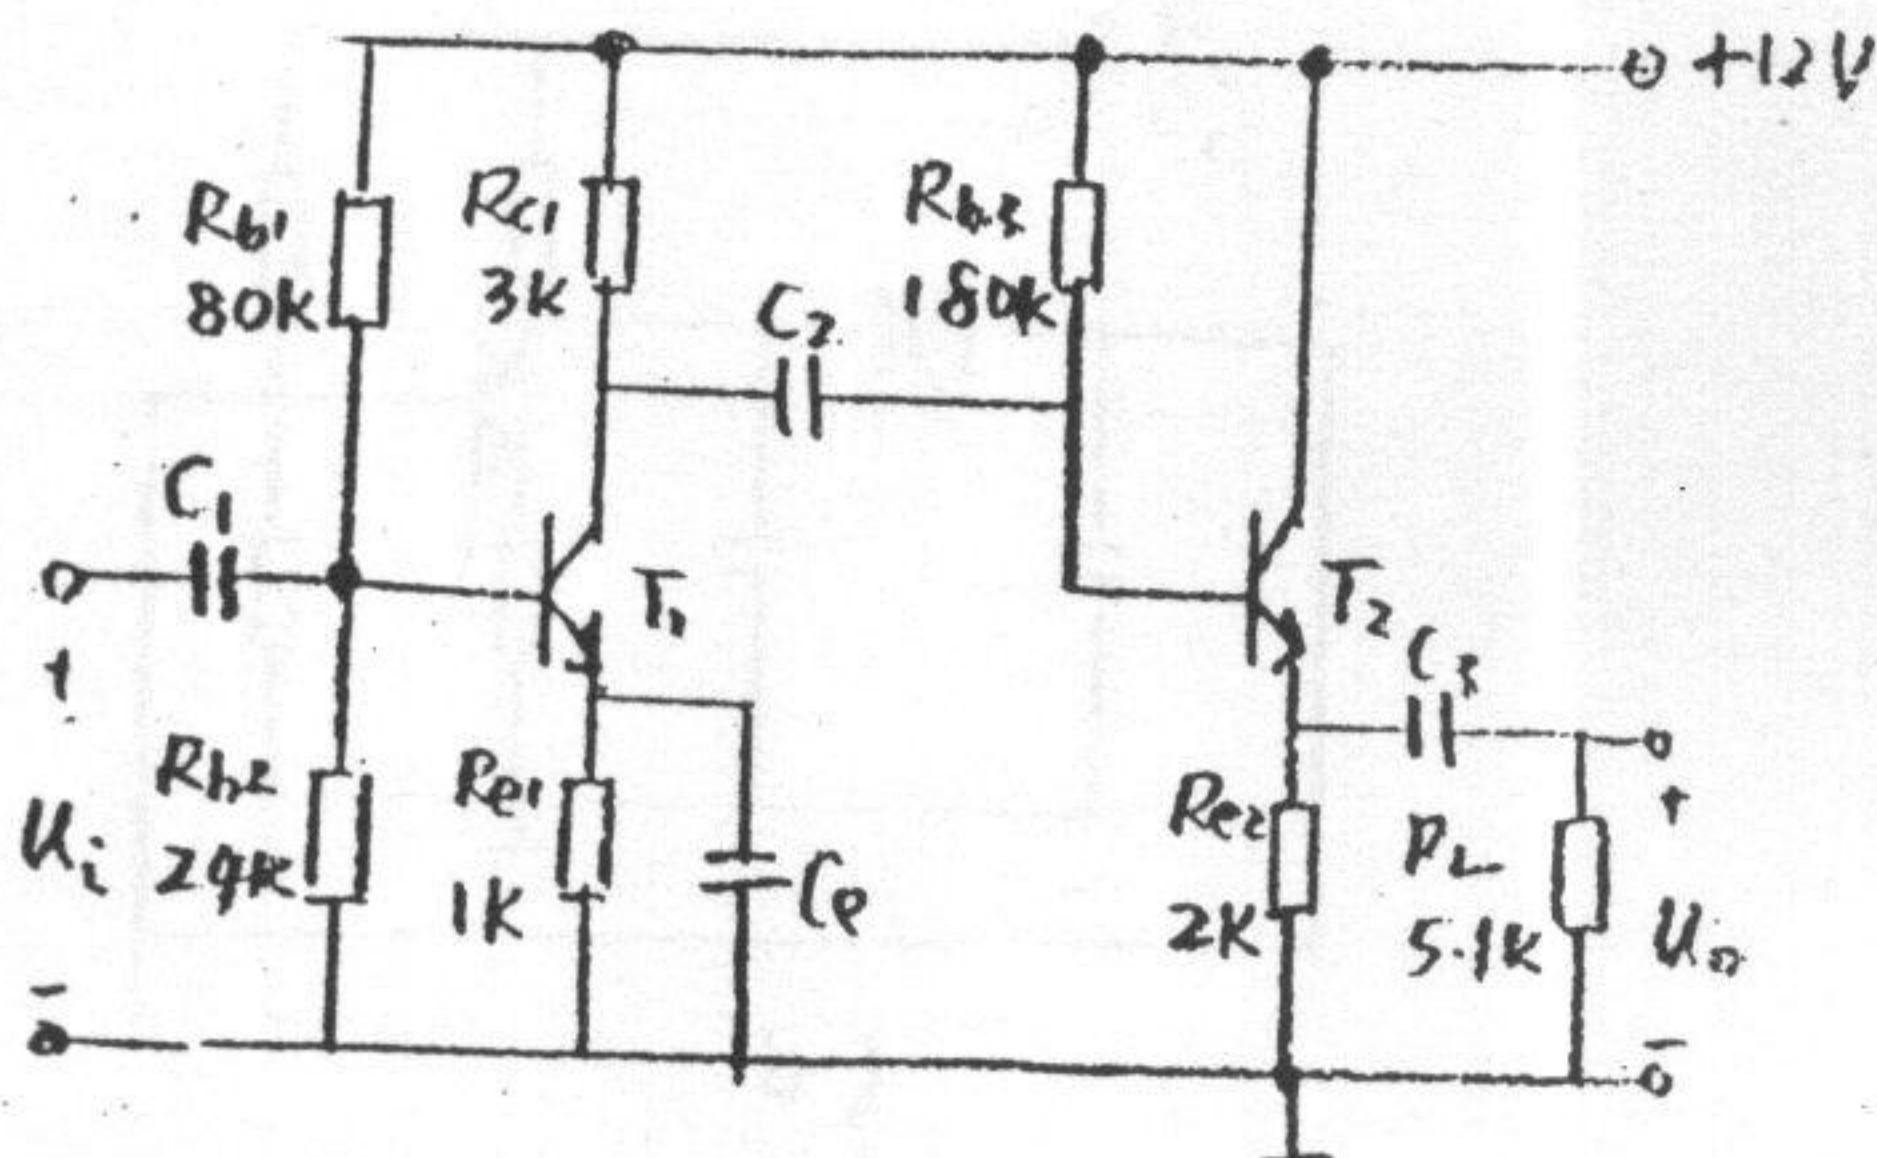 +12V
Rb1
80K
Rc1
3K
Rb3
180K
C2
C1
T1
T2
C3
+
Ui
-
Rb2
Re1
1K
Ce
Re2
2K
RL
5.1K
+
Uo
-